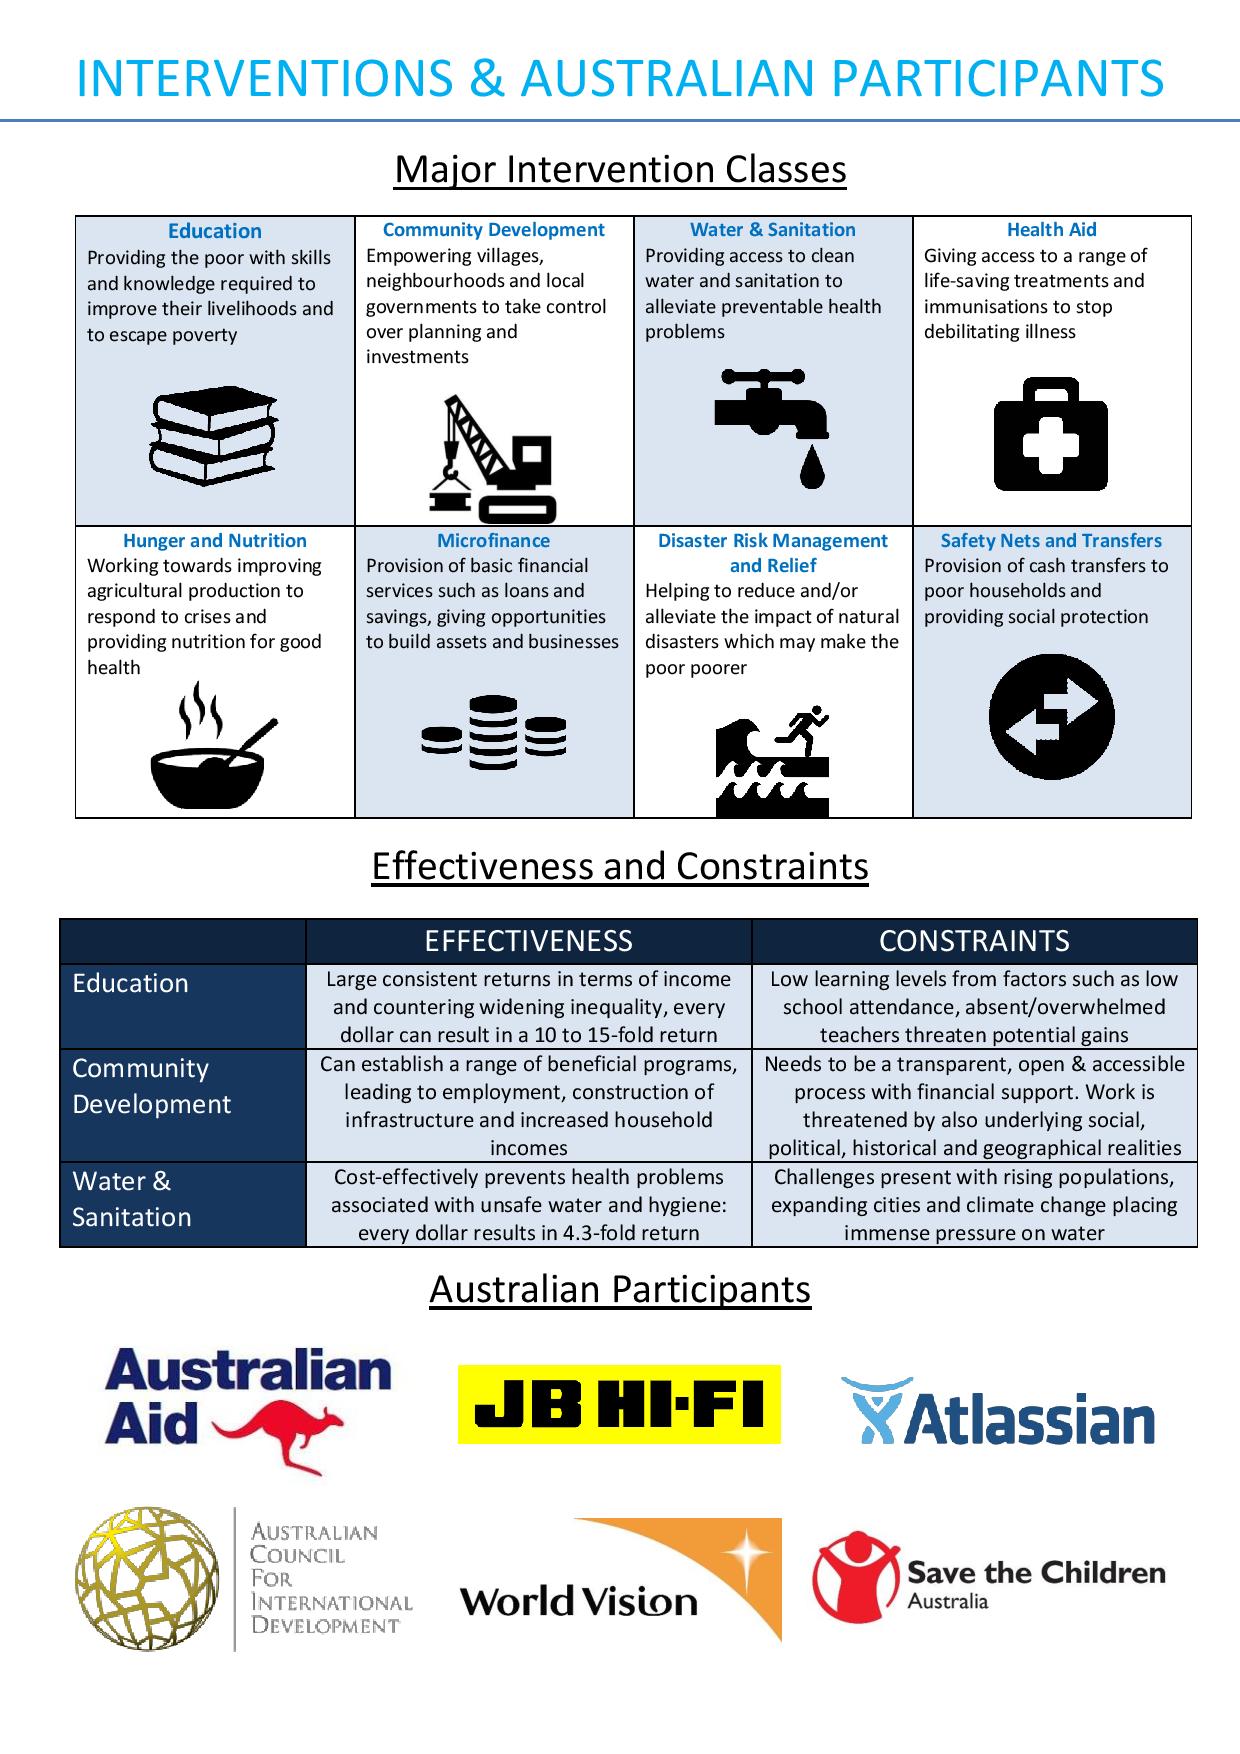 INTERVENTIONS & AUSTRALIAN PARTICIPANTS
Major Intervention Classes
Education
Providing the poor with skills
and knowledge required to
improve their livelihoods and
to escape poverty
Community Development
Empowering villages,
neighbourhoods and local
governments to take control
over planning and
investments
Water & Sanitation
Providing access to clean
water and sanitation to
alleviate preventable health
problems
Health Aid
Giving access to a range of
life-saving treatments and
immunisations to stop
debilitating illness
Hunger and Nutrition
Working towards improving
agricultural production to
respond to crises and
providing nutrition for good
health
Microfinance
Provision of basic financial
services such as loans and
savings, giving opportunities
to build assets and businesses
Disaster Risk Management
and Relief
Helping to reduce and/or
alleviate the impact of natural
disasters which may make the
poor poorer
Safety Nets and Transfers
Provision of cash transfers to
poor households and
providing social protection
Effectiveness and Constraints
EFFECTIVENESS
CONSTRAINTS
Education
Large consistent returns in terms of income
and countering widening inequality, every
dollar can result in a 10 to 15-fold return
Low learning levels from factors such as low
school attendance, absent/overwhelmed
teachers threaten potential gains
Community
Development
Can establish a range of beneficial programs,
leading to employment, construction of
infrastructure and increased household
incomes
Needs to be a transparent, open & accessible
process with financial support. Work is
threatened by also underlying social,
political, historical and geographical realities
Water &
Sanitation
Cost-effectively prevents health problems
associated with unsafe water and hygiene:
every dollar results in 4.3-fold return
Challenges present with rising populations,
expanding cities and climate change placing
immense pressure on water
Australian Participants
Australian
Aid
JB HI-FI
Atlassian
AUSTRALIAN
COUNCIL
FOR
INTERNATIONAL
DEVELOPMENT
World Vision
Save the Children
Australia